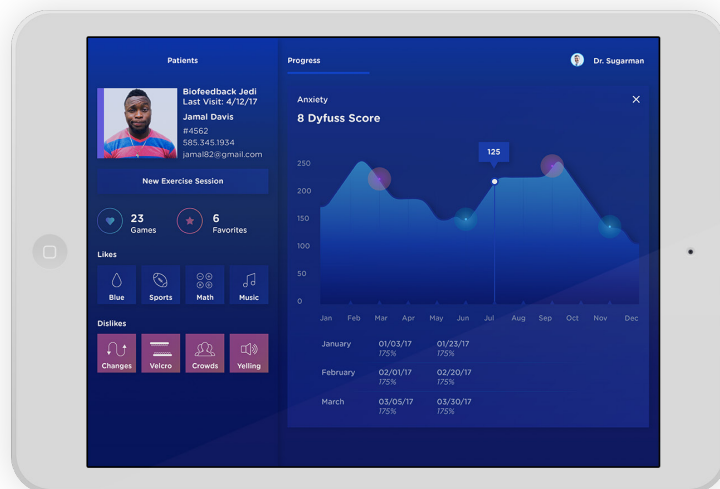 Patients
Biofeedback Jedi
Last Visit: 4/12/17
Jamal Davis
#4562
585.345.1934
jamal82@gmail.com
New Exercise Session
23
Games
6
Favorites
Likes
Blue
Sports
Math
Music
Dislikes
Changes
Velcro
Crowds
Yelling
Progress
Dr. Sugarman
Anxiety
8 Dyfuss Score
125
250
200
150
100
50
0
Jan Feb Mar Apr May Jun Jul Aug Sep Oct Nov Dec
January 01/03/17 01/23/17
175% 175%
February 02/01/17 02/20/17
175% 175%
March 03/05/17 03/30/17
175% 175%